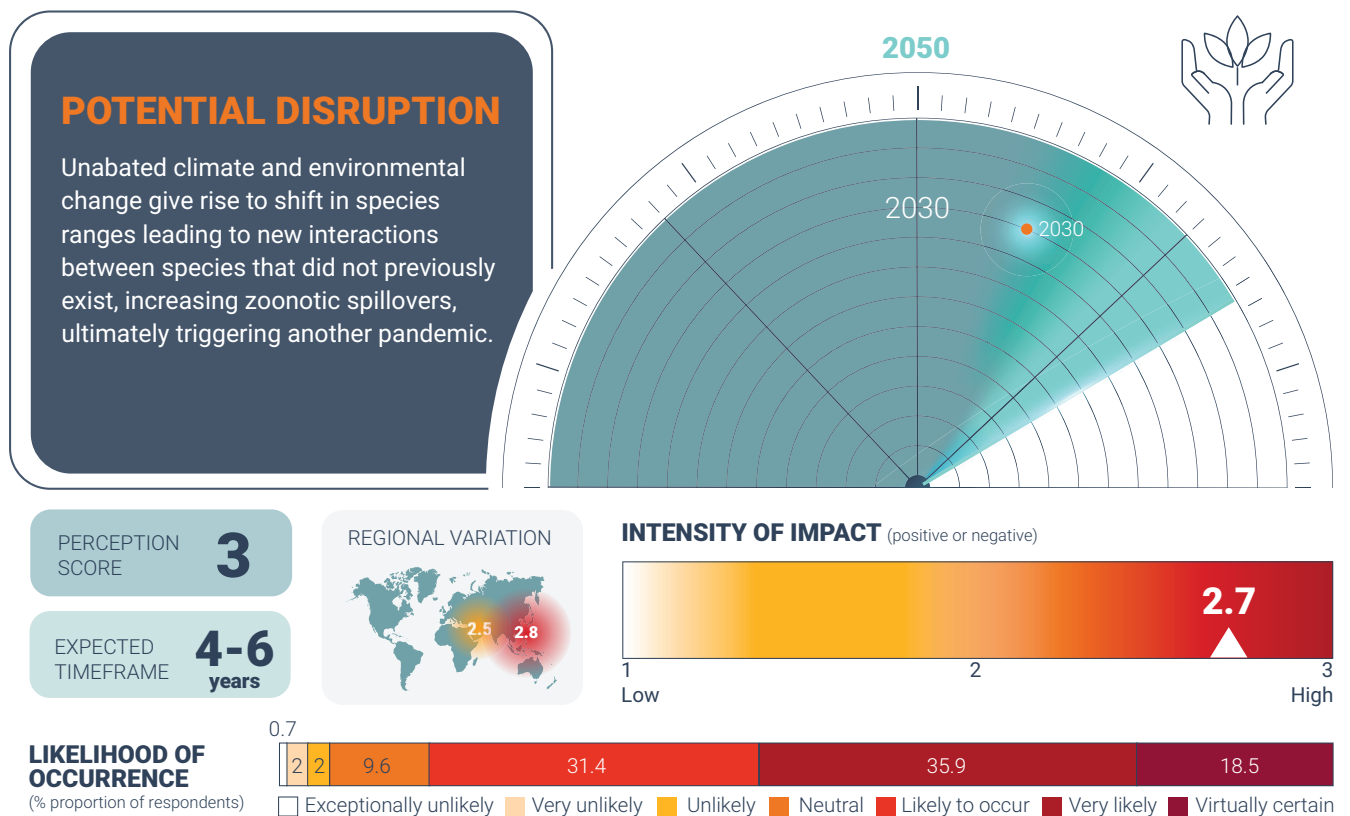 2050
POTENTIAL DISRUPTION
Unabated climate and environmental
change give rise to shift in species
ranges leading to new interactions
between species that did not previously
exist, increasing zoonotic spillovers,
ultimately triggering another pandemic.
2030
2030
PERCEPTION
SCORE
3
EXPECTED
TIMEFRAME
4-6
years
REGIONAL VARIATION
2.5
2.8
INTENSITY OF IMPACT (positive or negative)
2.7
1 2 3
Low High
LIKELIHOOD OF
OCCURRENCE
(% proportion of respondents)
0.7
2 2 9.6 31.4 35.9 18.5
Exceptionally unlikely Very unlikely Unlikely Neutral Likely to occur Very likely Virtually certain